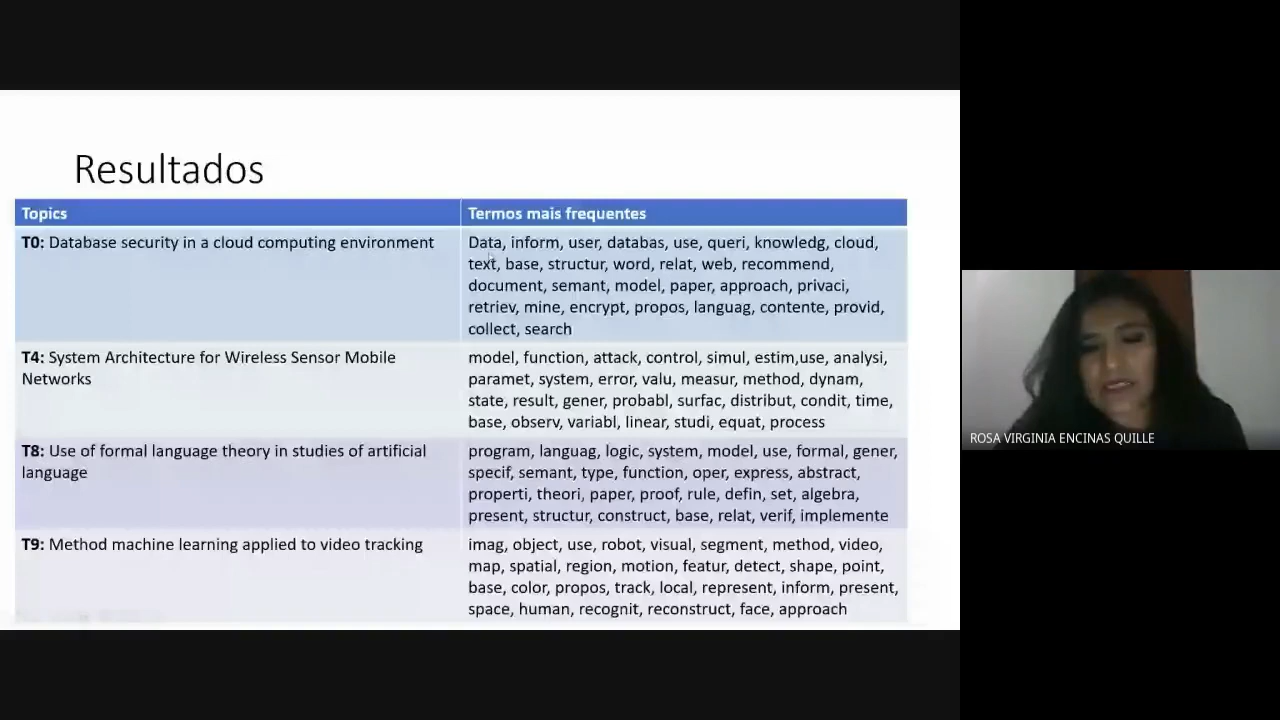 Resultados
Topics
Termos mais frequentes
T0: Database security in a cloud computing environment
Data, inform, user, databas, use, queri, knowledg, cloud,
text, base, structur, word, relat, web, recommend,
document, semant, model, paper, approach, privaci,
retriev, mine, encrypt, propos, languag, contente, provid,
collect, search
T4: System Architecture for Wireless Sensor Mobile
Networks
model, function, attack, control, simul, estim,use, analysi,
paramet, system, error, valu, measur, method, dynam,
state, result, gener, probabl, surfac, distribut, condit, time,
base, observ, variabl, linear, studi, equat, process
T8: Use of formal language theory in studies of artificial
language
program, languag, logic, system, model, use, formal, gener,
specif, semant, type, function, oper, express, abstract,
properti, theori, paper, proof, rule, defin, set, algebra,
present, structur, construct, base, relat, verif, implemente
T9: Method machine learning applied to video tracking
imag, object, use, robot, visual, segment, method, video,
map, spatial, region, motion, featur, detect, shape, point,
base, color, propos, track, local, represent, inform, present,
space, human, recognit, reconstruct, face, approach
ROSA VIRGINIA ENCINAS QUILLE